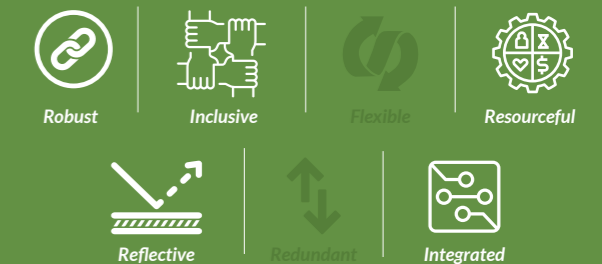 Robust
Inclusive
Flexible
Resourceful
Reflective
Redundant
Integrated